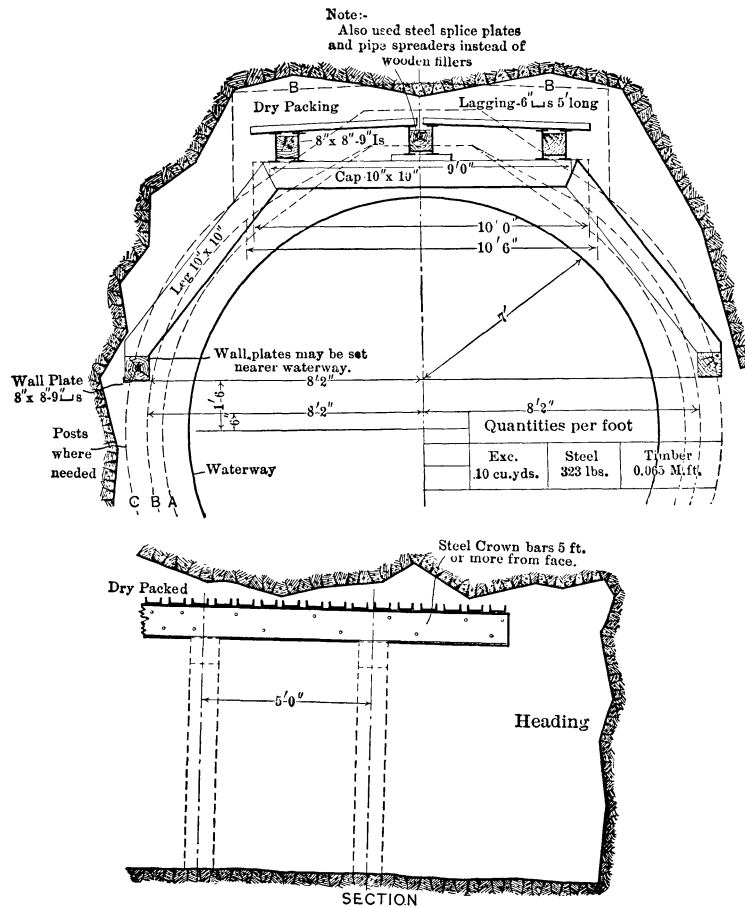 Note:-
Also used steel splice plates
and pipe spreaders instead of
wooden fillers
B
B
Dry Packing
Lagging-6"⊔s 5'long
8"x 8"-9"Is
9'0"
Cap 10"x 10"
10'0"
10'6"
Leg 10"x 10"
7'
Wall plates may be set
nearer waterway.
Wall Plate
8"x 8"-9"⊔s
8'2"
1'-6"
6"
8'2"
8'2"
Posts
where
needed
Quantities per foot
Exc.
Steel
Timber
10 cu.yds.
323 lbs.
0.065 M.ft.
Waterway
C B A
Steel Crown bars 5 ft.
or more from face.
Dry Packed
5'0"
Heading
SECTION